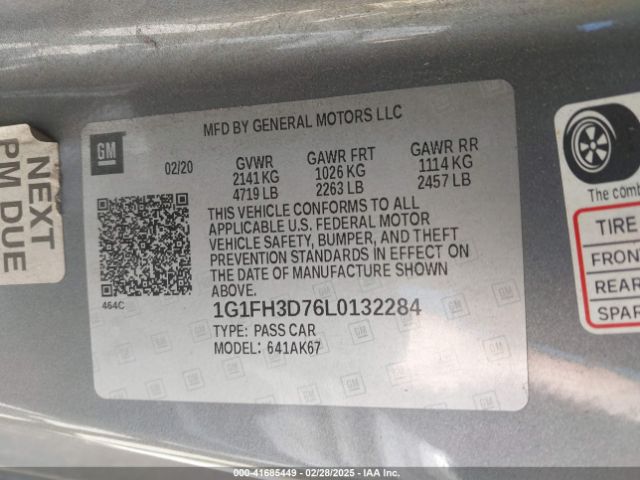 NEXT
PM DUE
GM
MFD BY GENERAL MOTORS LLC
02/20
GVWR
2141 KG
4719 LB
GAWR FRT
1026 KG
2263 LB
GAWR RR
1114 KG
2457 LB
THIS VEHICLE CONFORMS TO ALL
APPLICABLE U.S. FEDERAL MOTOR
VEHICLE SAFETY, BUMPER, AND THEFT
PREVENTION STANDARDS IN EFFECT ON
THE DATE OF MANUFACTURE SHOWN
ABOVE.
464C
1G1FH3D76L0132284
TYPE: PASS CAR
MODEL: 641AK67
The comb
TIRE
FRON
REAR
SPAR
000-41685449 - 02/28/2025 - IAA Inc.